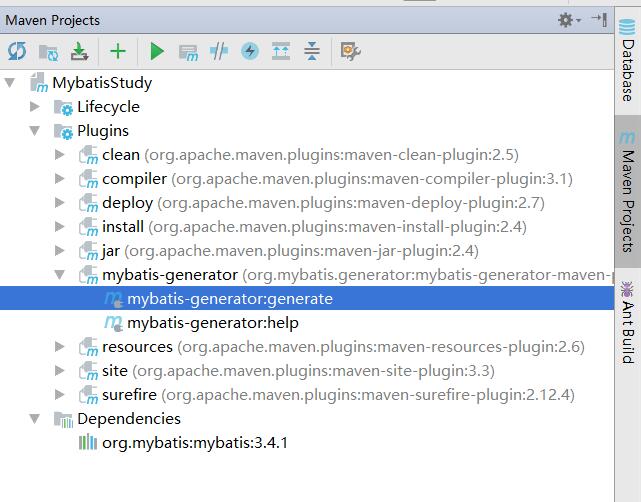 Maven Projects
MybatisStudy
Lifecycle
Plugins
clean (org.apache.maven.plugins:maven-clean-plugin:2.5)
compiler (org.apache.maven.plugins:maven-compiler-plugin:3.1)
deploy (org.apache.maven.plugins:maven-deploy-plugin:2.7)
install (org.apache.maven.plugins:maven-install-plugin:2.4)
jar (org.apache.maven.plugins:maven-jar-plugin:2.4)
mybatis-generator (org.mybatis.generator:mybatis-generator-maven-p
mybatis-generator:generate
mybatis-generator:help
resources (org.apache.maven.plugins:maven-resources-plugin:2.6)
site (org.apache.maven.plugins:maven-site-plugin:3.3)
surefire (org.apache.maven.plugins:maven-surefire-plugin:2.12.4)
Dependencies
org.mybatis:mybatis:3.4.1
Database
Maven Projects
Ant Build